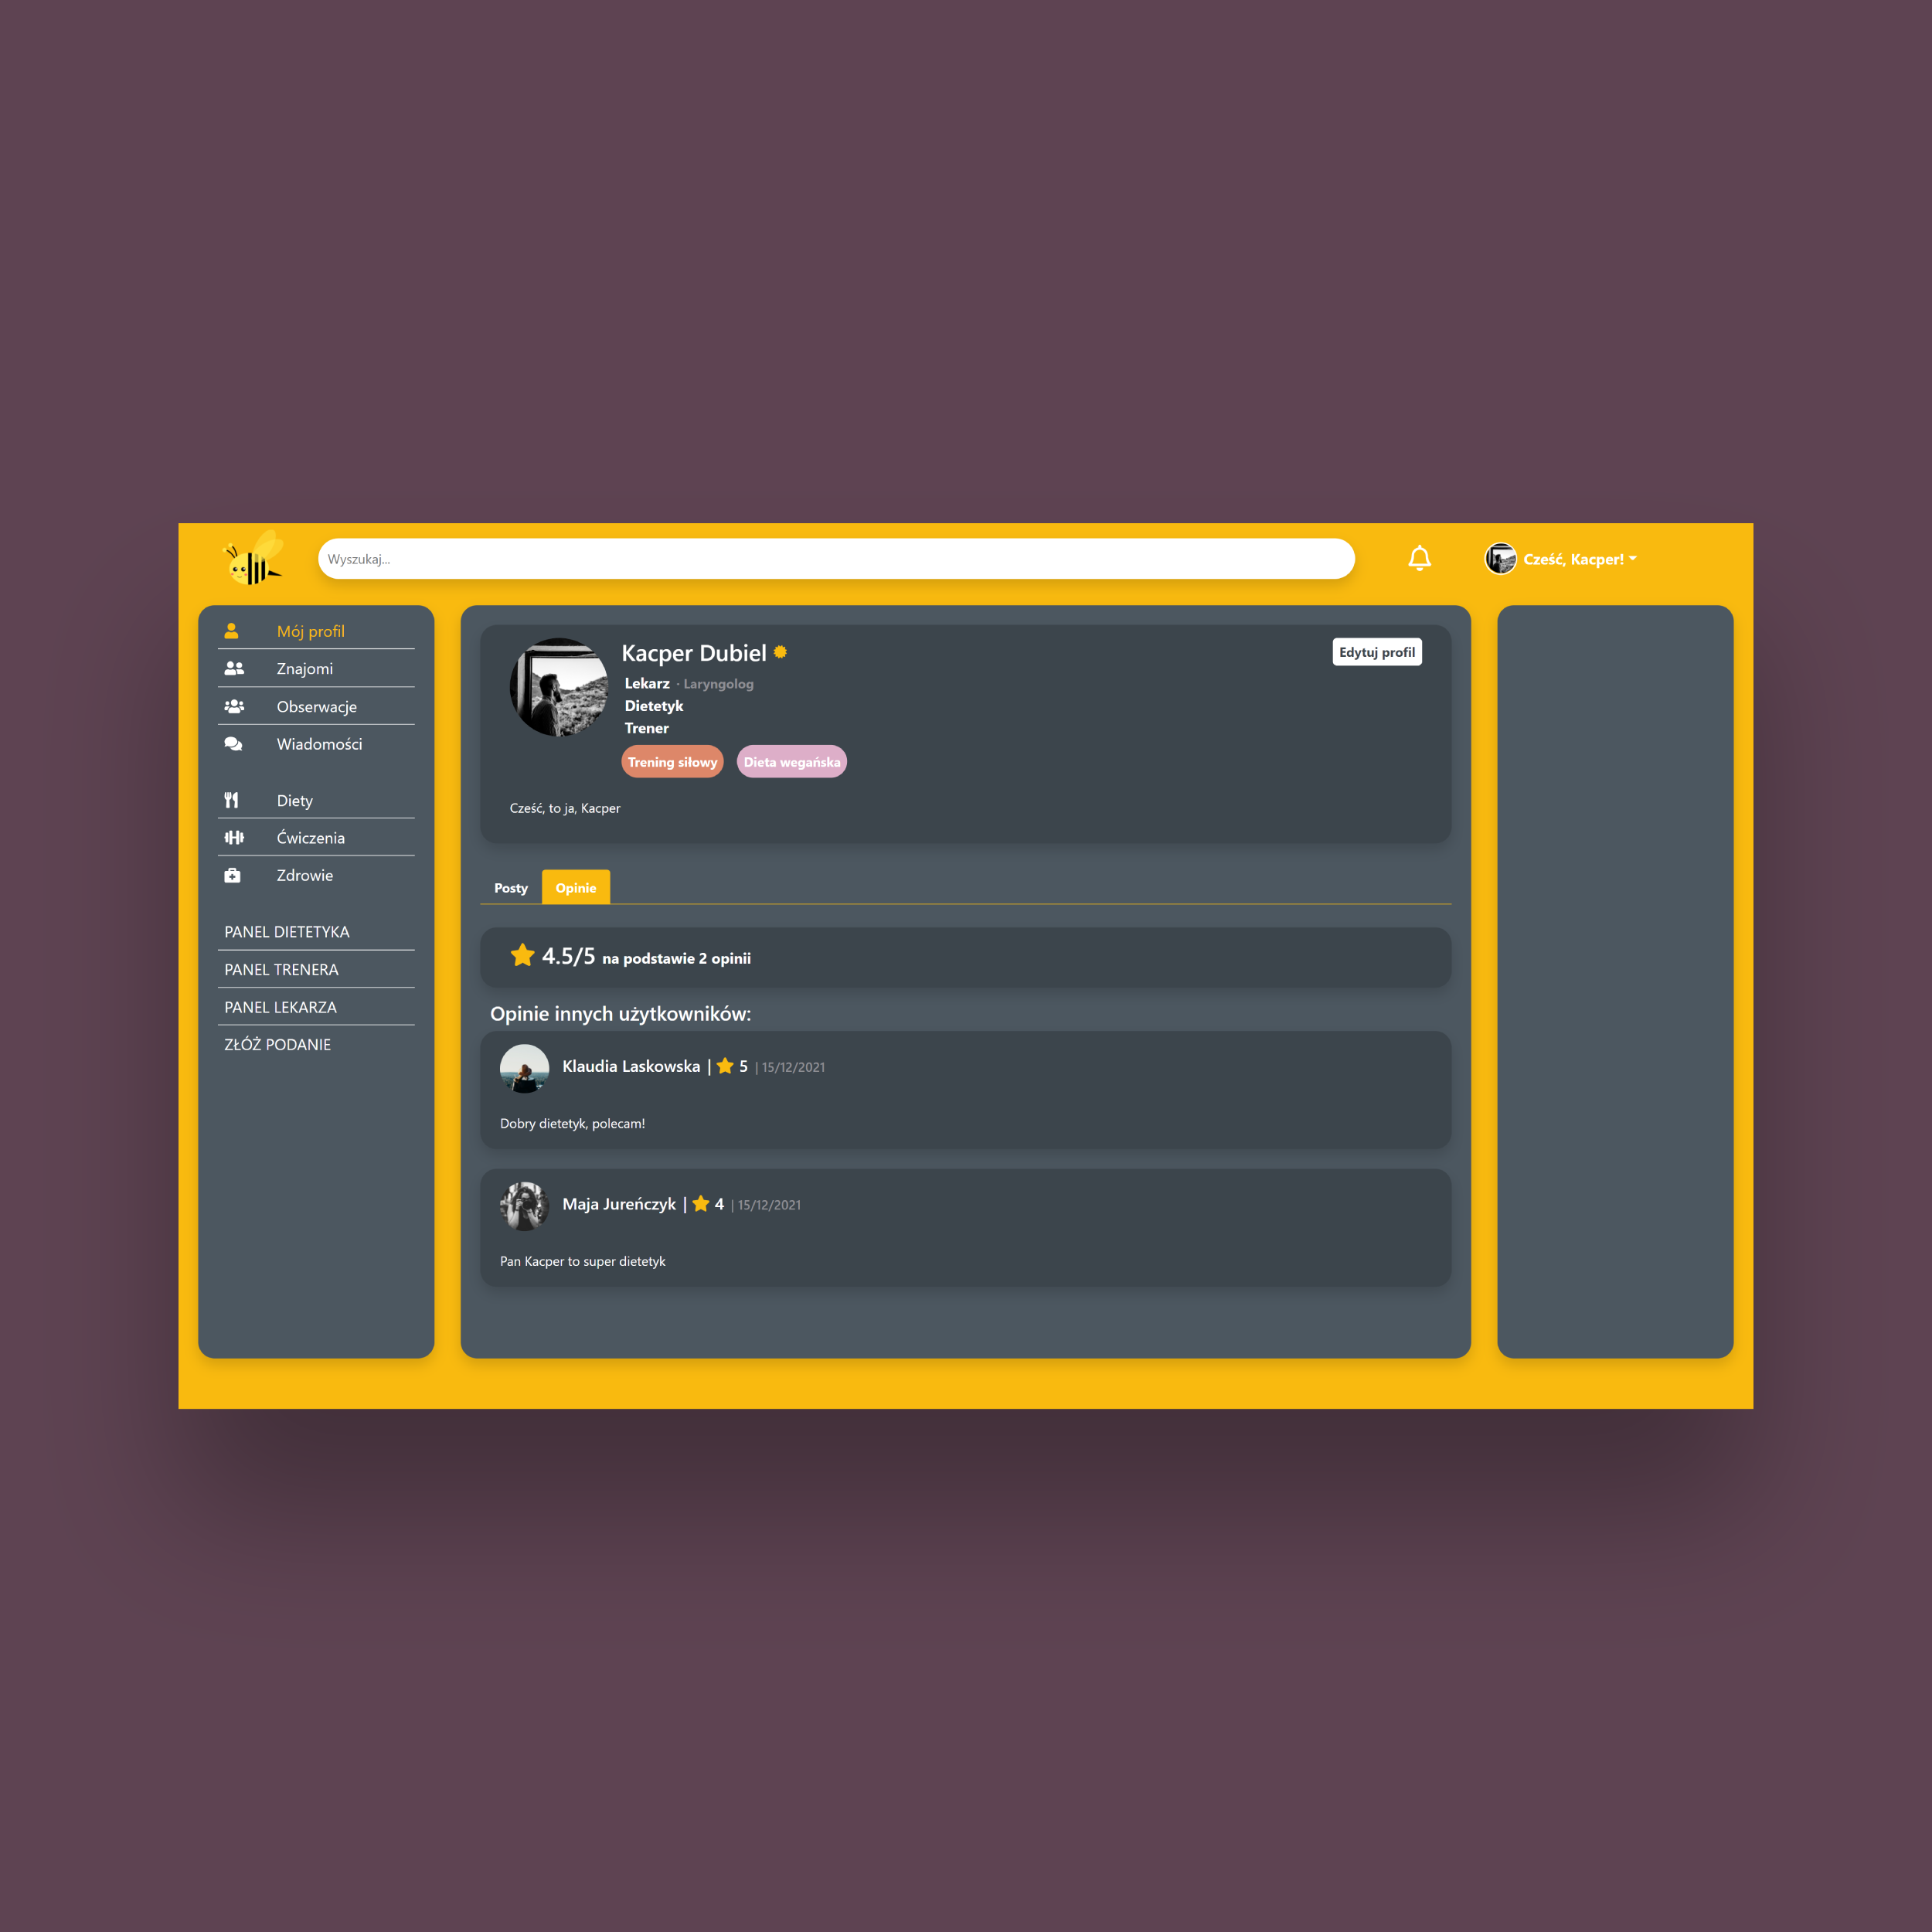 Wyszukaj...
Cześć, Kacper!
Mój profil
Znajomi
Obserwacje
Wiadomości
Diety
Ćwiczenia
Zdrowie
PANEL DIETETYKA
PANEL TRENERA
PANEL LEKARZA
ZŁÓŻ PODANIE
Kacper Dubiel
Edytuj profil
Lekarz · Laryngolog
Dietetyk
Trener
Trening siłowy Dieta wegańska
Cześć, to ja, Kacper
Posty Opinie
4.5/5 na podstawie 2 opinii
Opinie innych użytkowników:
Klaudia Laskowska | 5 | 15/12/2021
Dobry dietetyk, polecam!
Maja Jureńczyk | 4 | 15/12/2021
Pan Kacper to super dietetyk